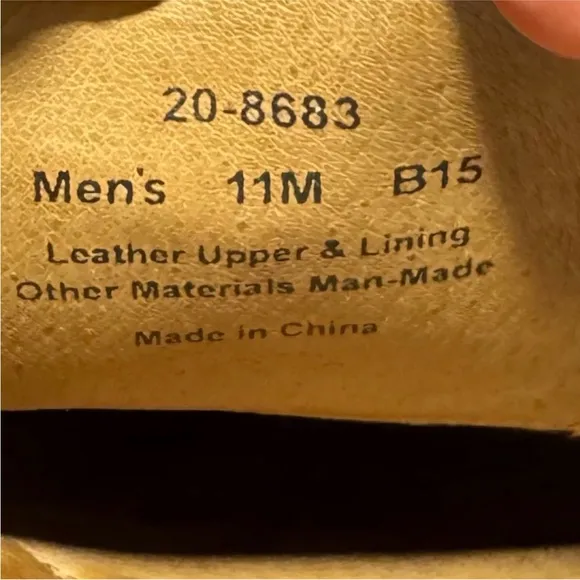 20-8683
Men's 11M B15
Leather Upper & Lining
Other Materials Man-Made
Made in China